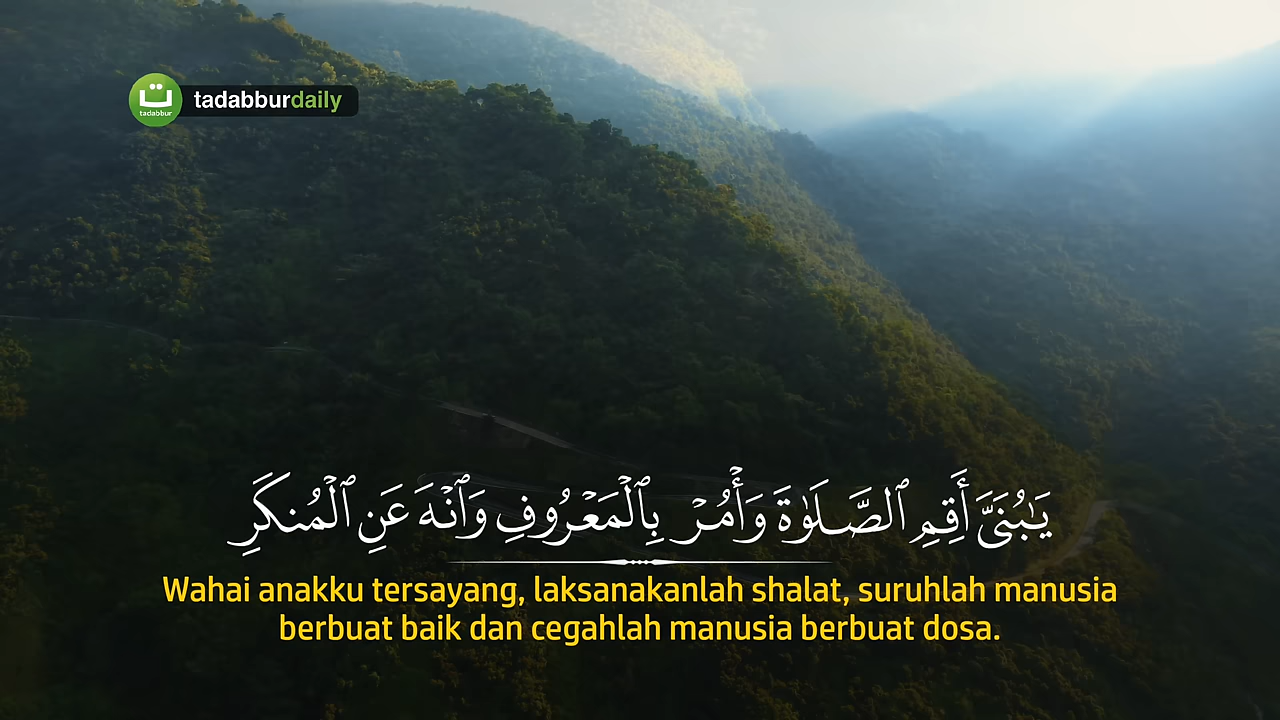 ت
tadabbur
tadabburdaily
يَـٰبُنَىَّ أَقِمِ ٱلصَّلَوٰةَ وَأْمُرْ بِٱلْمَعْرُوفِ وَٱنْهَ عَنِ ٱلْمُنكَرِ
Wahai anakku tersayang, laksanakanlah shalat, suruhlah manusia
berbuat baik dan cegahlah manusia berbuat dosa.